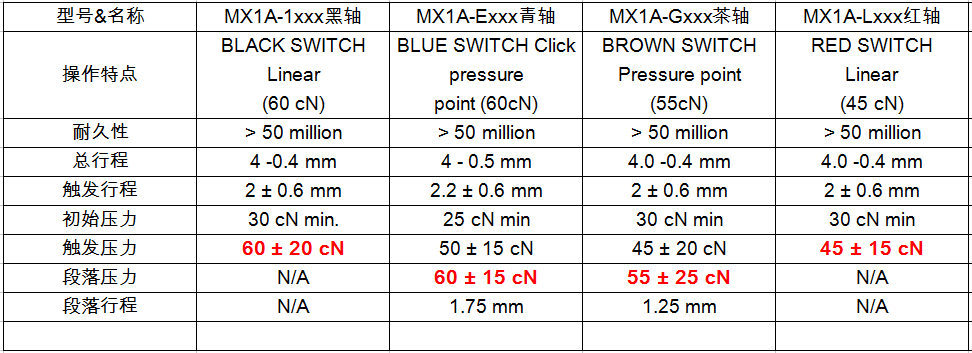 型号&名称 MX1A-1xxx黑轴 MX1A-Exxx青轴 MX1A-Gxxx茶轴 MX1A-Lxxx红轴
BLACK SWITCH BLUE SWITCH Click BROWN SWITCH RED SWITCH
操作特点 Linear pressure Pressure point Linear
(60 cN) point (60cN) (55cN) (45 cN)
耐久性 > 50 million > 50 million > 50 million > 50 million
总行程 4 -0.4 mm 4 - 0.5 mm 4.0 -0.4 mm 4.0 -0.4 mm
触发行程 2 ± 0.6 mm 2.2 ± 0.6 mm 2 ± 0.6 mm 2 ± 0.6 mm
初始压力 30 cN min. 25 cN min 30 cN min 30 cN min
触发压力 60 ± 20 cN 50 ± 15 cN 45 ± 20 cN 45 ± 15 cN
段落压力 N/A 60 ± 15 cN 55 ± 25 cN N/A
段落行程 N/A 1.75 mm 1.25 mm N/A